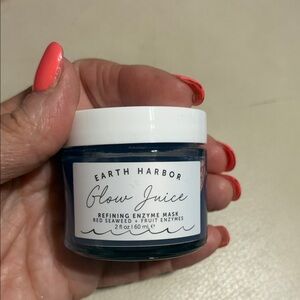 EARTH HARBOR
Glow Juice
REFINING ENZYME MASK
RED SEAWEED + FRUIT ENZYMES
2 fl oz | 60 ml ℮